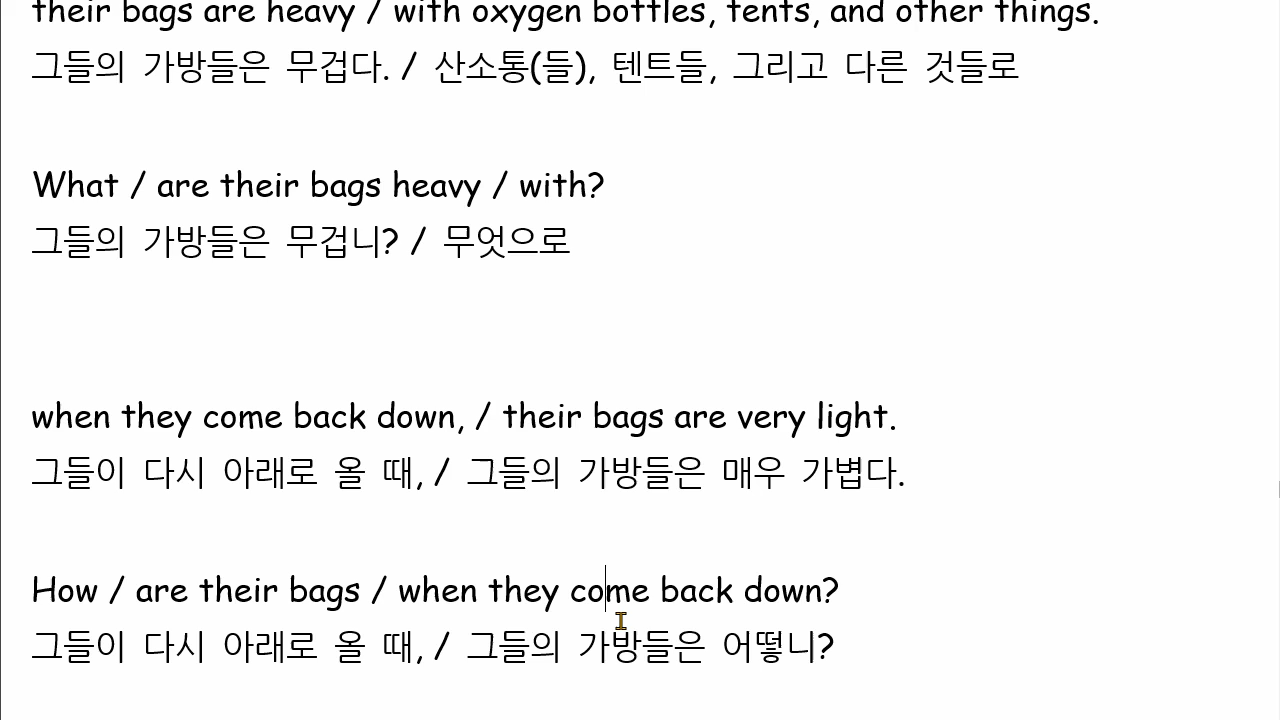 their bags are heavy / with oxygen bottles, tents, and other things.
그들의 가방들은 무겁다. / 산소통(들), 텐트들, 그리고 다른 것들로
What / are their bags heavy / with?
그들의 가방들은 무겁니? / 무엇으로
when they come back down, / their bags are very light.
그들이 다시 아래로 올 때, / 그들의 가방들은 매우 가볍다.
How / are their bags / when they come back down?
그들이 다시 아래로 올 때, / 그들의 가방들은 어떻니?